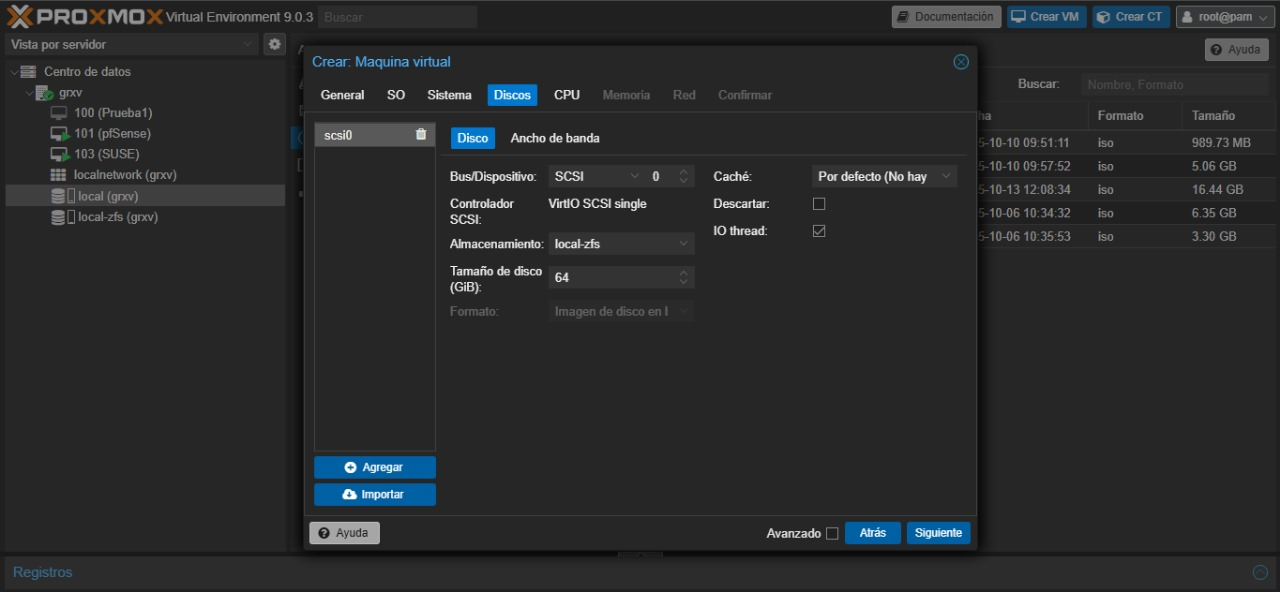 PROXMOX Virtual Environment 9.0.3 Buscar
Documentación Crear VM Crear CT root@pam
Vista por servidor
Ayuda
Centro de datos
grxv
100 (Prueba1)
101 (pfSense)
103 (SUSE)
localnetwork (grxv)
local (grxv)
local-zfs (grxv)
Crear: Maquina virtual
General SO Sistema Discos CPU Memoria Red Confirmar
scsi0
Disco Ancho de banda
Bus/Dispositivo: SCSI 0
Controlador SCSI: VirtIO SCSI single
Almacenamiento: local-zfs
Tamaño de disco (GiB): 64
Formato: Imagen de disco en
Caché: Por defecto (No hay
Descartar:
IO thread:
Agregar
Importar
Ayuda
Avanzado Atrás Siguiente
Buscar: Nombre, Formato
ha Formato Tamaño
5-10-10 09:51:11 iso 989.73 MB
5-10-10 09:57:52 iso 5.06 GB
5-10-13 12:08:34 iso 16.44 GB
5-10-06 10:34:32 iso 6.35 GB
5-10-06 10:35:53 iso 3.30 GB
Registros